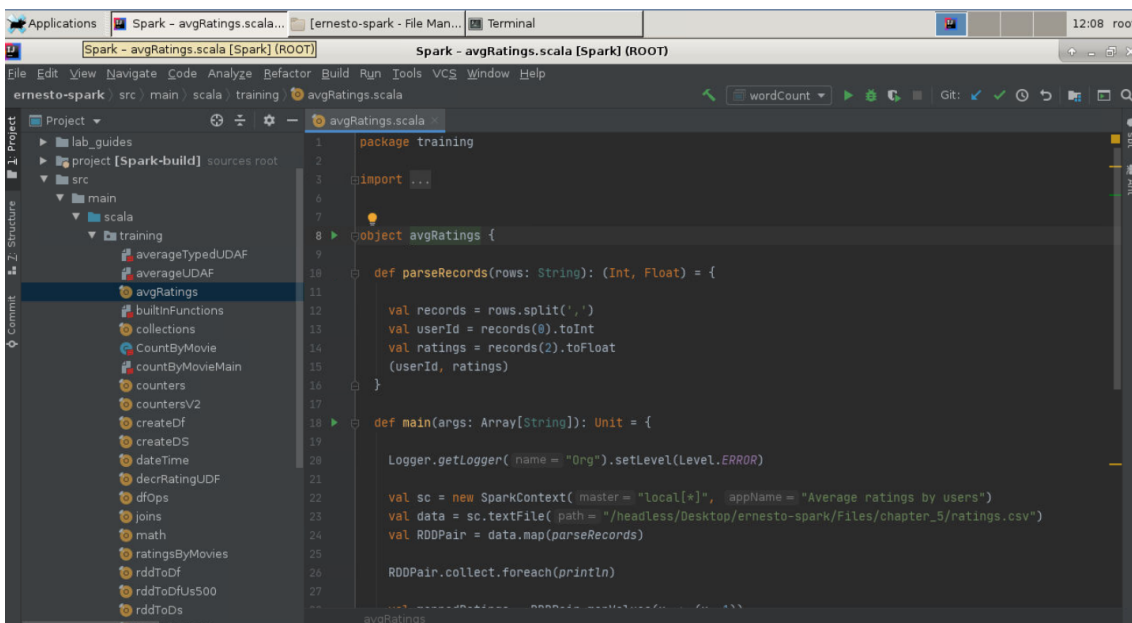 Applications Spark - avgRatings.scala... [ernesto-spark - File Man... Terminal 12:08 roo
Spark - avgRatings.scala [Spark] (ROOT) Spark - avgRatings.scala [Spark] (ROOT)
File Edit View Navigate Code Analyze Refactor Build Run Tools VCS Window Help
ernesto-spark src main scala training avgRatings.scala wordCount Git:
Project avgRatings.scala
1: Project
Z: Structure
Commit
lab_guides
project [Spark-build] sources root
src
main
scala
training
averageTypedUDAF
averageUDAF
avgRatings
builtInFunctions
collections
CountByMovie
countByMovieMain
counters
countersV2
createDf
createDS
dateTime
decrRatingUDF
dfOps
joins
math
ratingsByMovies
rddToDf
rddToDfUs500
rddToDs
1 package training
2
3 import ...
6
7
8 object avgRatings {
9
10 def parseRecords(rows: String): (Int, Float) = {
11
12 val records = rows.split(',')
13 val userId = records(0).toInt
14 val ratings = records(2).toFloat
15 (userId, ratings)
16 }
17
18 def main(args: Array[String]): Unit = {
19
20 Logger.getLogger( name = "Org").setLevel(Level.ERROR)
21
22 val sc = new SparkContext( master = "local[*]", appName = "Average ratings by users")
23 val data = sc.textFile( path = "/headless/Desktop/ernesto-spark/Files/chapter_5/ratings.csv")
24 val RDDPair = data.map(parseRecords)
25
26 RDDPair.collect.foreach(println)
27
avgRatings